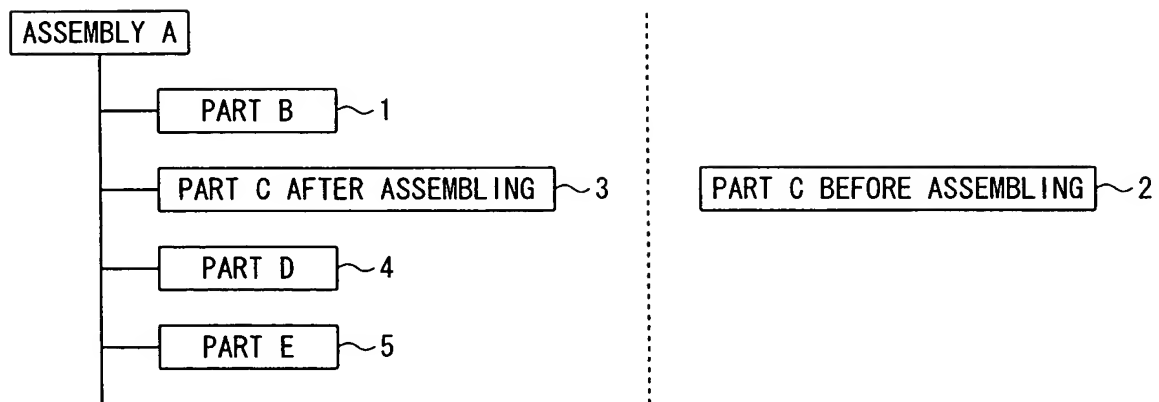 ASSEMBLY A
PART B 1
PART C AFTER ASSEMBLING 3
PART C BEFORE ASSEMBLING 2
PART D 4
PART E 5